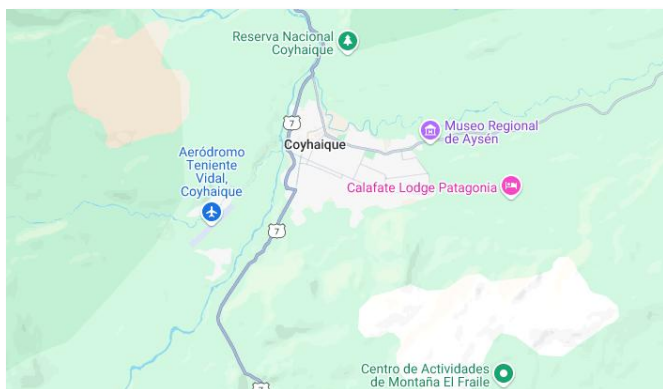 Reserva Nacional
Coyhaique
7
Coyhaique
Museo Regional
de Aysén
Aeródromo
Teniente
Vidal,
Coyhaique
Calafate Lodge Patagonia
7
Centro de Actividades
de Montaña El Fraile
7